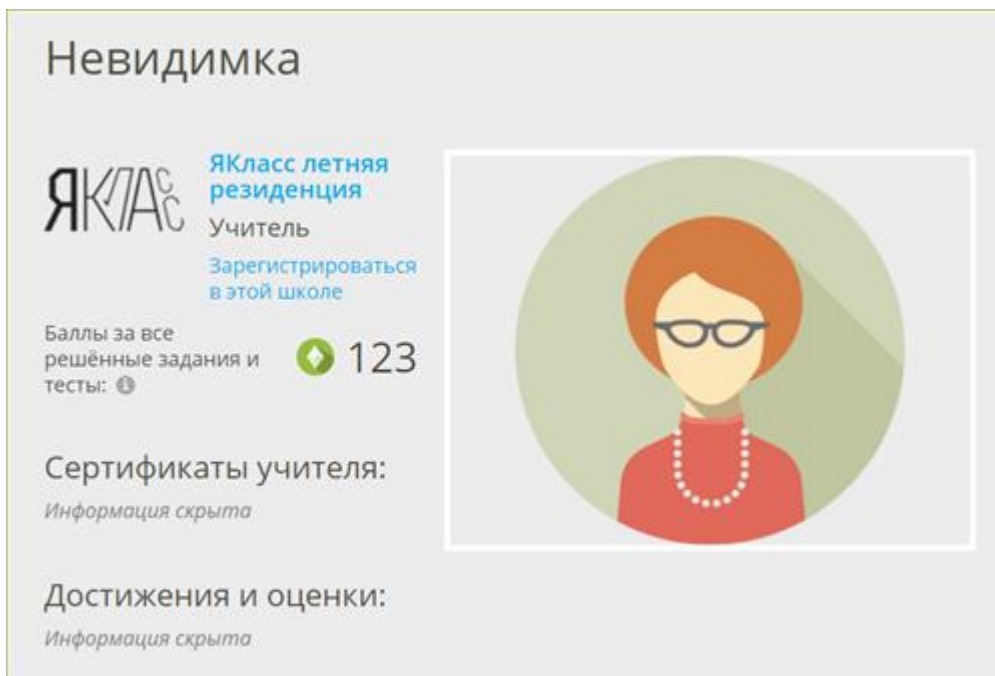 Невидимка
ЯКЛАСС
ЯКласс летняя
резиденция
Учитель
Зарегистрироваться
в этой школе
Баллы за все
решённые задания и
тесты:
123
Сертификаты учителя:
Информация скрыта
Достижения и оценки:
Информация скрыта